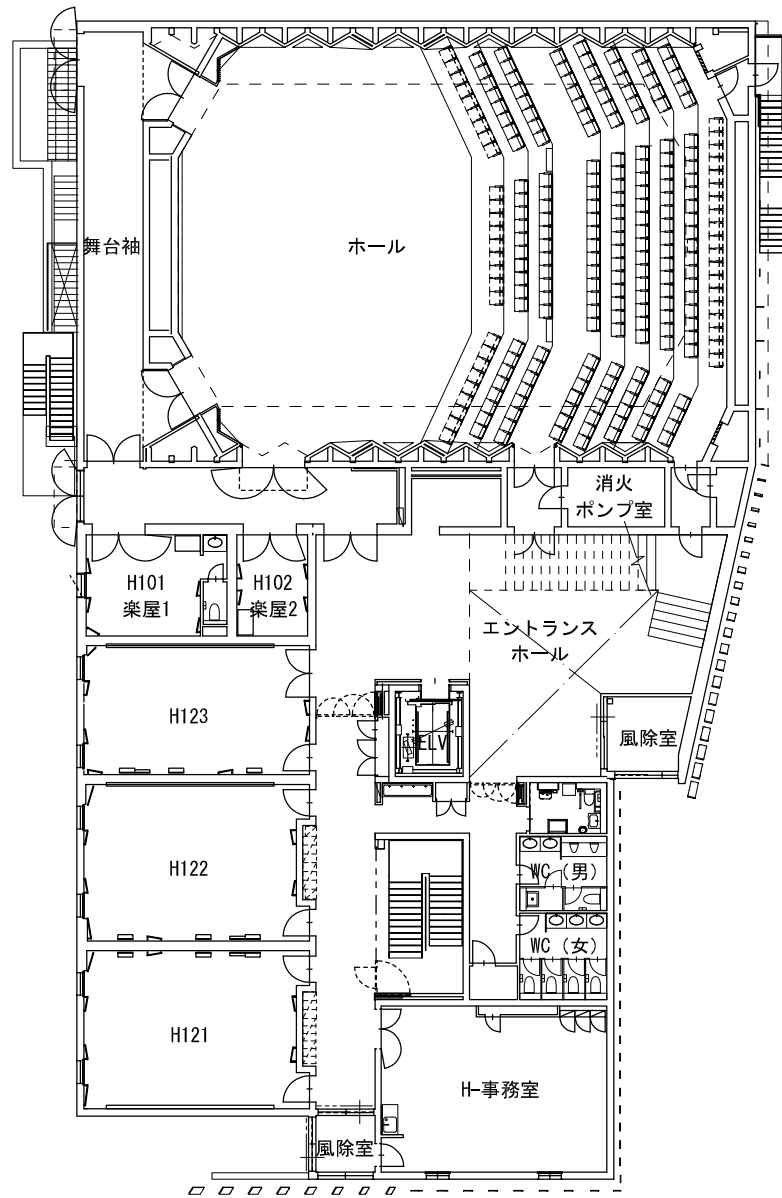 舞台袖
ホール
消火
ポンプ室
H101
楽屋1
H102
楽屋2
エントランス
ホール
H123
ELV
風除室
H122
WC（男）
WC（女）
H121
H-事務室
風除室